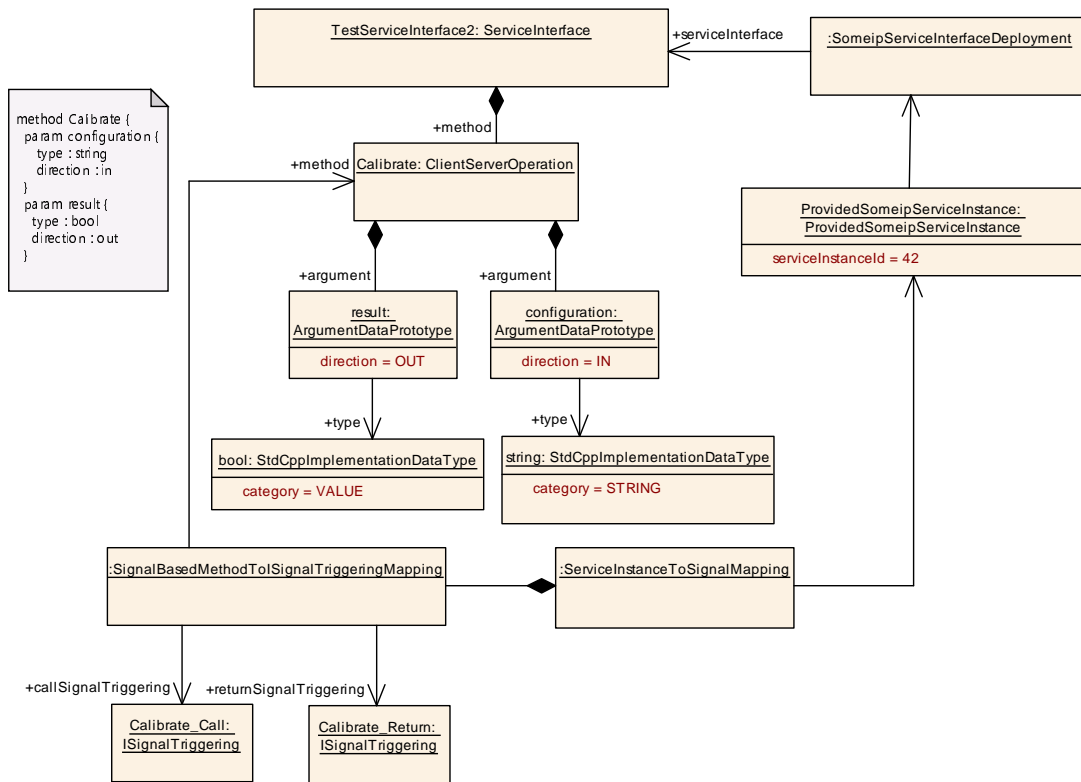 TestServiceInterface2: ServiceInterface
+serviceInterface
:SomeipServiceInterfaceDeployment
method Calibrate {
param configuration {
type : string
direction : in
}
param result {
type : bool
direction : out
}
+method
+method
Calibrate: ClientServerOperation
ProvidedSomeipServiceInstance:
ProvidedSomeipServiceInstance
serviceInstanceId = 42
+argument
+argument
result:
ArgumentDataPrototype
direction = OUT
configuration:
ArgumentDataPrototype
direction = IN
+type
+type
bool: StdCppImplementationDataType
category = VALUE
string: StdCppImplementationDataType
category = STRING
:SignalBasedMethodToISignalTriggeringMapping
:ServiceInstanceToSignalMapping
+callSignalTriggering
+returnSignalTriggering
Calibrate_Call:
ISignalTriggering
Calibrate_Return:
ISignalTriggering